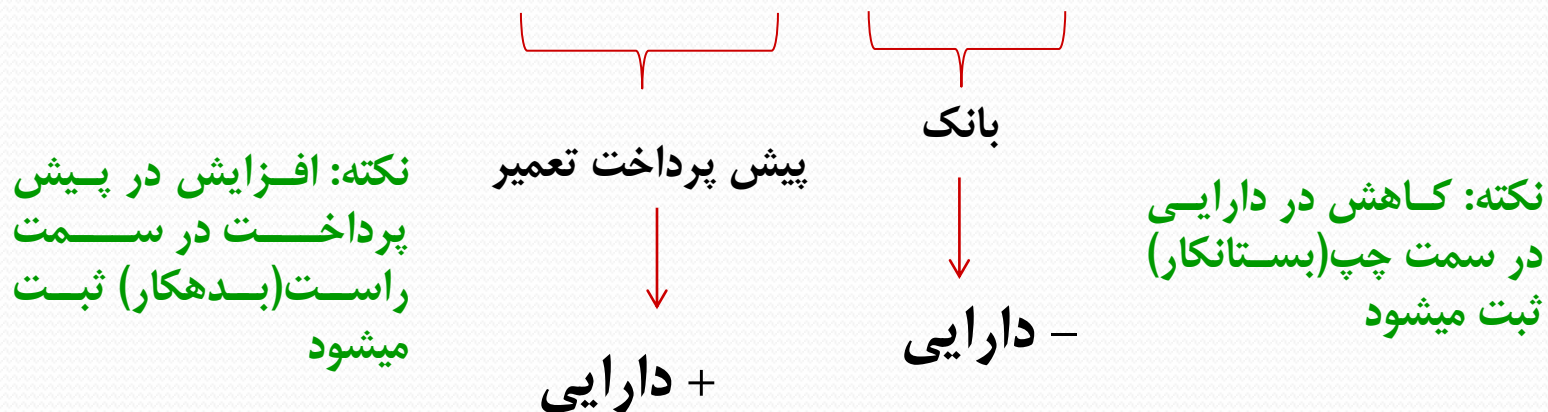 بانک
– دارایی
نکته: کاهش در دارایی
در سمت چپ(بستانکار)
ثبت میشود
پیش پرداخت تعمیر
+ دارایی
نکته: افزایش در پیش
پرداخت در سمت
راست(بدهکار) ثبت
میشود